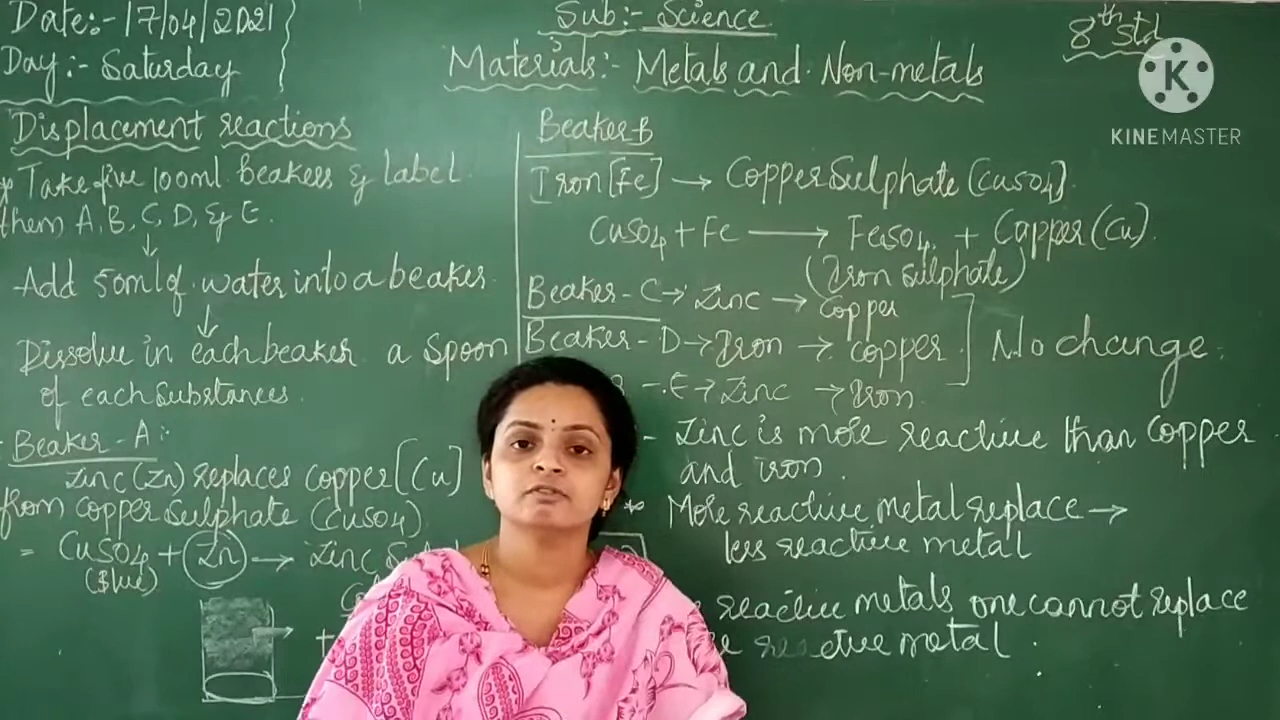 Date:- 17/04/2021
Day:- Saturday
Sub:- Science
8th std
Materials:- Metals and Non-metals
KINEMASTER
Displacement reactions
* Take five 100ml beakers & label
them A, B, C, D, & E.
↓
Add 50ml of water into a beaker
↓
Dissolve in each beaker a spoon
of each substances.
Beaker-A:-
Zinc (Zn) replaces copper [Cu]
from copper sulphate (CuSO4)
= CuSO4 + Zn → Zinc
(Blue)
Beaker-B
Iron [Fe] → Copper Sulphate [CuSO4]
CuSO4 + Fe → FeSO4 + Copper (Cu).
(Iron sulphate)
Beaker-C → Zinc → Copper
Beaker-D → Iron → copper
No change
-E → Zinc → Iron
- Zinc is more reactive than copper
and iron.
* More reactive metal replace →
less reactive metal
reactive metals one cannot replace
metal.